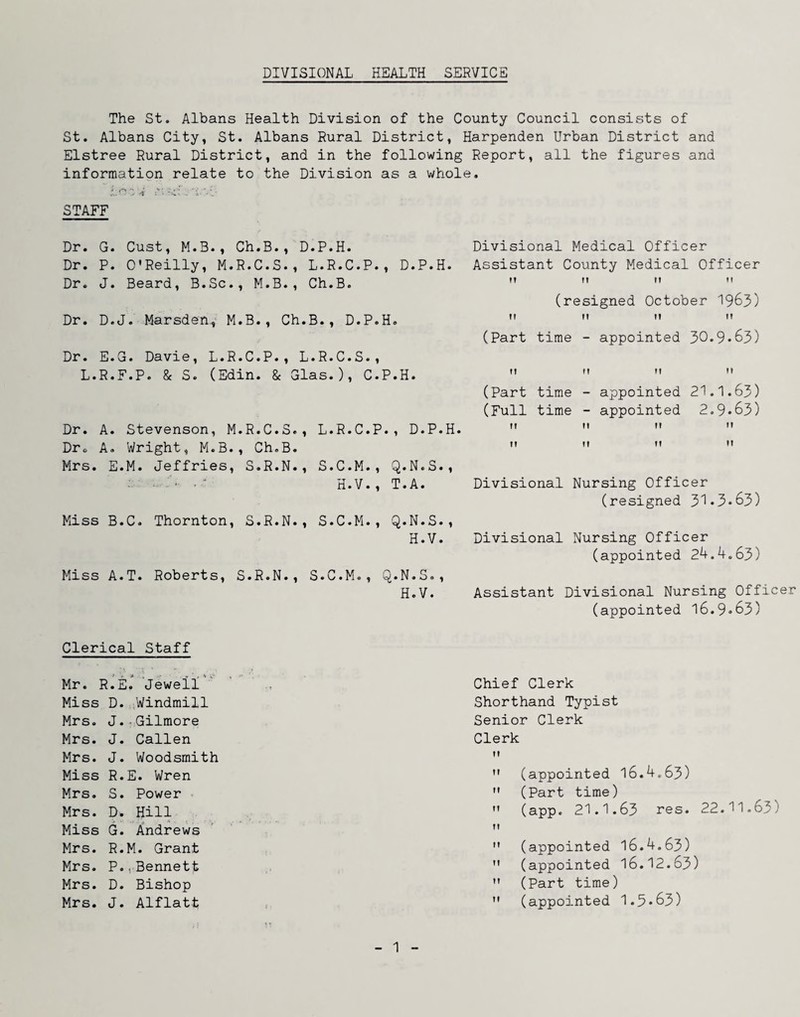 DIVISIONAL HEALTH SERVICE
The St. Albans Health Division of the County Council consists of
St. Albans City, St. Albans Rural District, Harpenden Urban District and
Elstree Rural District, and in the following Report, all the figures and
information relate to the Division as a whole.
STAFF
Dr. G. Cust, M.B., Ch.B., D.P.H. Divisional Medical Officer
Dr. P. O'Reilly, M.R.C.S., L.R.C.P., D.P.H. Assistant County Medical Officer
Dr. J. Beard, B.Sc., M.B., Ch.B. " " " "
(resigned October 1963)
Dr. D.J. Marsden, M.B., Ch.B., D.P.H. " " " "
(Part time - appointed 30.9.63)
Dr. E.G. Davie, L.R.C.P., L.R.C.S.,
L.R.F.P. & S. (Edin. & Glas.), C.P.H. " " " "
(Part time - appointed 21.1.63)
(Full time - appointed 2.9.63)
Dr. A. Stevenson, M.R.C.S., L.R.C.P., D.P.H. " " " "
Dr. A. Wright, M.B., Ch.B. " " " "
Mrs. E.M. Jeffries, S.R.N., S.C.M., Q.N.S.,
H.V., T.A. Divisional Nursing Officer
(resigned 31.3.63)
Miss B.C. Thornton, S.R.N., S.C.M., Q.N.S.,
H.V. Divisional Nursing Officer
(appointed 24.4.63)
Miss A.T. Roberts, S.R.N., S.C.M., Q.N.S.,
H.V. Assistant Divisional Nursing Officer
(appointed 16.9.63)
Clerical Staff
Mr. R.E. Jewell Chief Clerk
Miss D. Windmill Shorthand Typist
Mrs. J. Gilmore Senior Clerk
Mrs. J. Callen Clerk
Mrs. J. Woodsmith "
Miss R.E. Wren " (appointed 16.4.63)
Mrs. S. Power " (Part time)
Mrs. D. Hill " (app. 21.1.63 res. 22.11.63)
Miss G. Andrews "
Mrs. R.M. Grant " (appointed 16.4.63)
Mrs. P. Bennett " (appointed 16.12.63)
Mrs. D. Bishop " (Part time)
Mrs. J. Alflatt " (appointed 1.5.63)
- 1 -